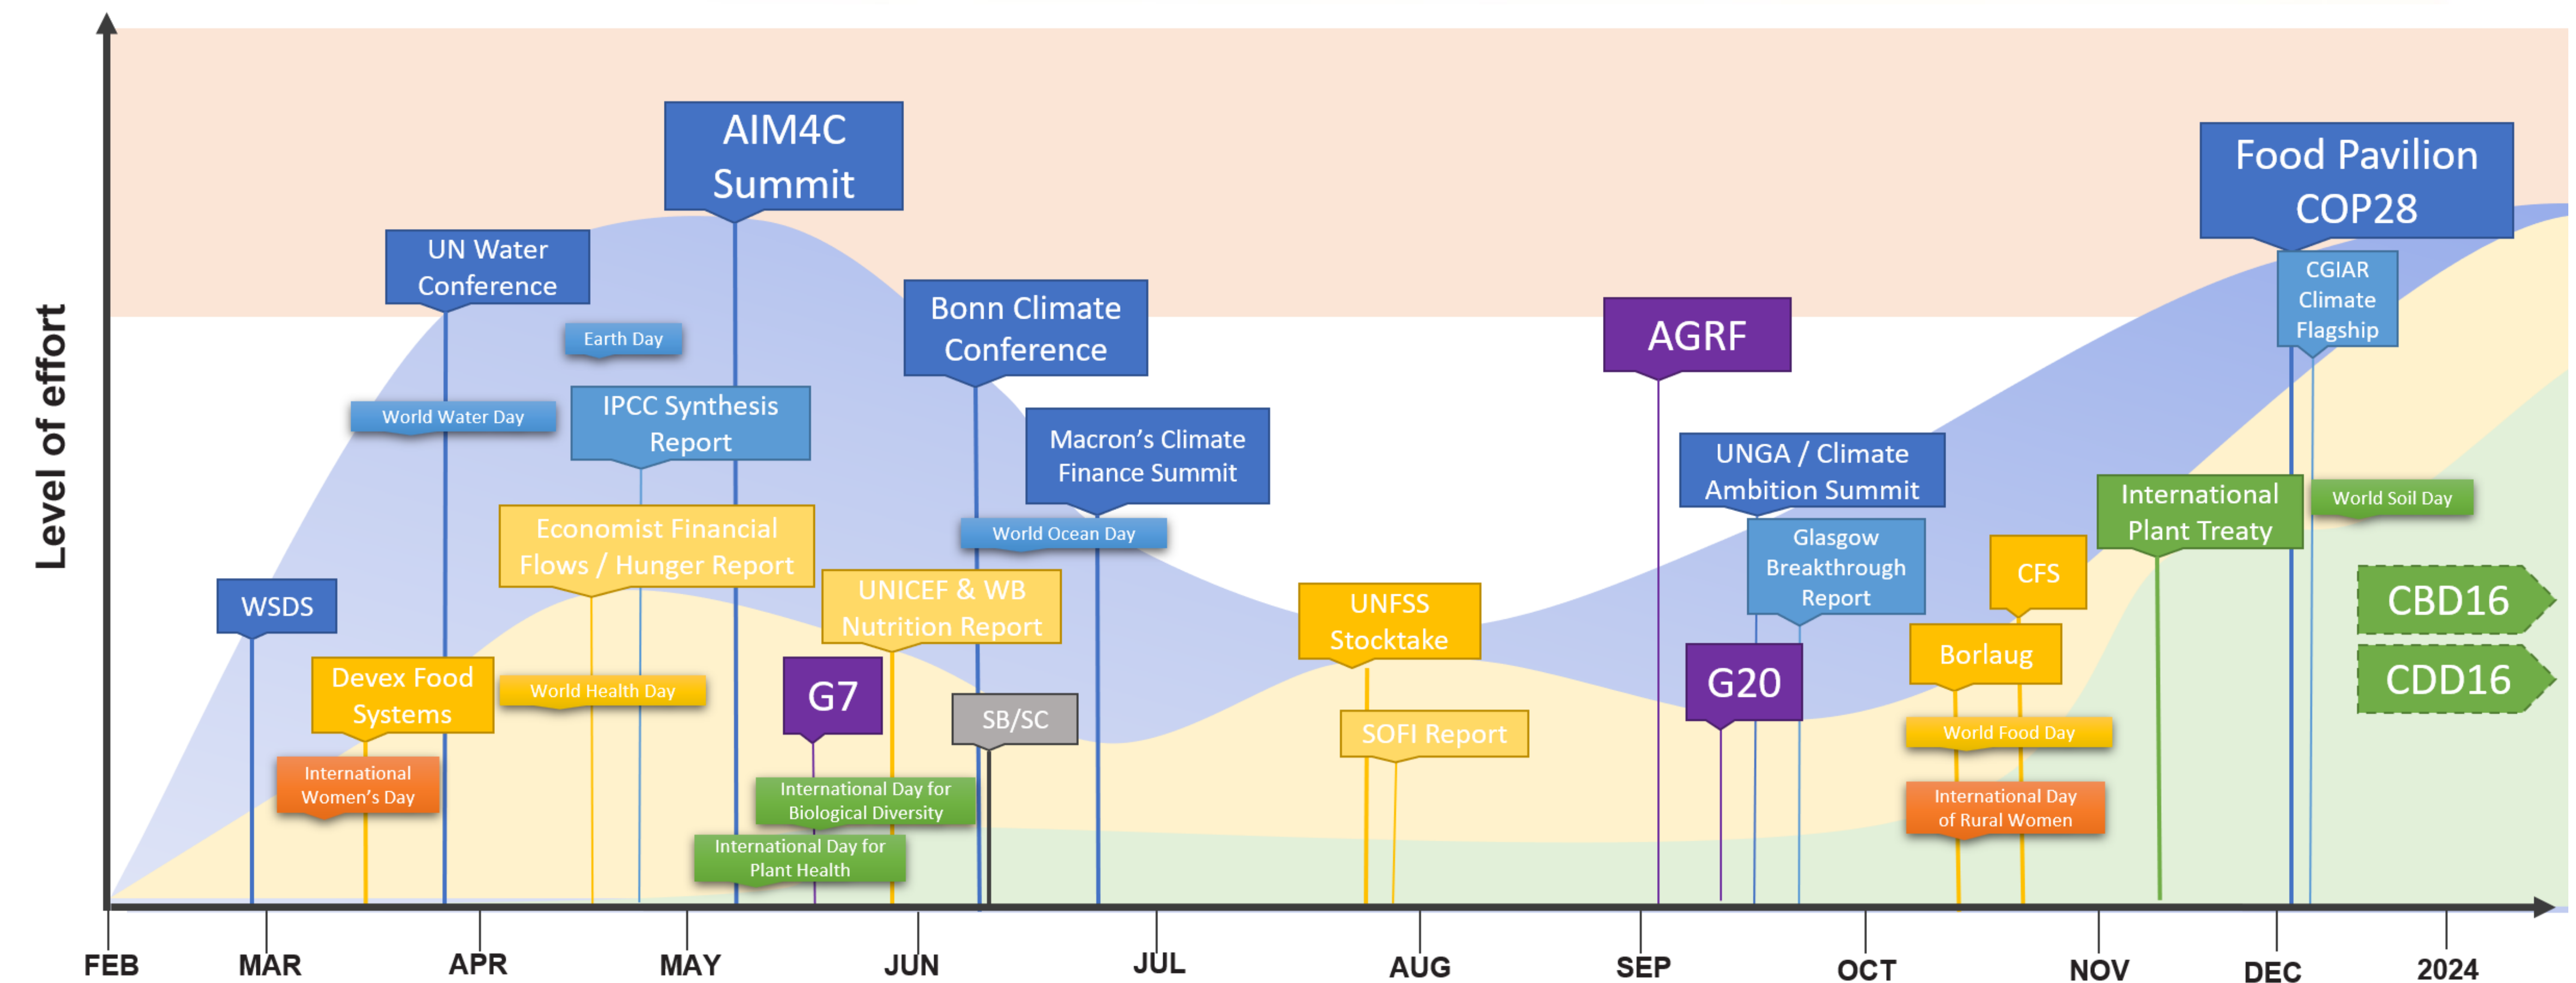 Level of effort
AIM4C
Summit
Food Pavilion
COP28
UN Water
Conference
CGIAR
Climate
Flagship
Bonn Climate
Conference
AGRF
Earth Day
World Water Day
IPCC Synthesis
Report
Macron’s Climate
Finance Summit
UNGA / Climate
Ambition Summit
International
Plant Treaty
World Soil Day
Economist Financial
Flows / Hunger Report
World Ocean Day
Glasgow
Breakthrough
Report
CFS
WSDS
UNICEF & WB
Nutrition Report
UNFSS
Stocktake
CBD16
Borlaug
Devex Food
Systems
World Health Day
G7
SB/SC
G20
CDD16
SOFI Report
World Food Day
International
Women’s Day
International Day for
Biological Diversity
International Day
of Rural Women
International Day for
Plant Health
FEB
MAR
APR
MAY
JUN
JUL
AUG
SEP
OCT
NOV
DEC
2024